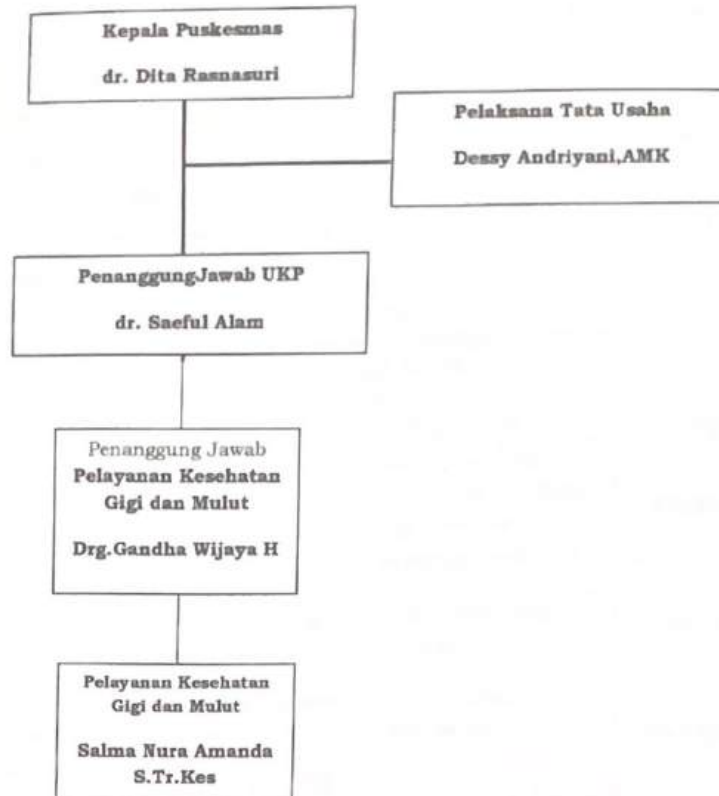 Kepala Puskesmas
dr. Dita Rasnasuri
Pelaksana Tata Usaha
Dessy Andriyani,AMK
PenanggungJawab UKP
dr. Saeful Alam
Penanggung Jawab
Pelayanan Kesehatan
Gigi dan Mulut
Drg.Gandha Wijaya H
Pelayanan Kesehatan
Gigi dan Mulut
Salma Nura Amanda
S.Tr.Kes